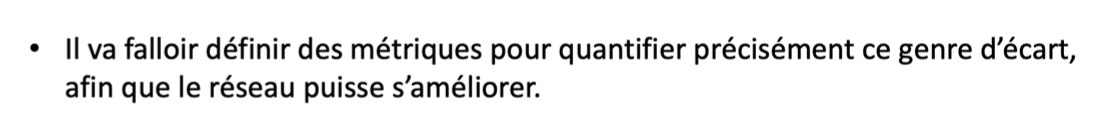 • Il va falloir définir des métriques pour quantifier précisément ce genre d’écart,
afin que le réseau puisse s’améliorer.